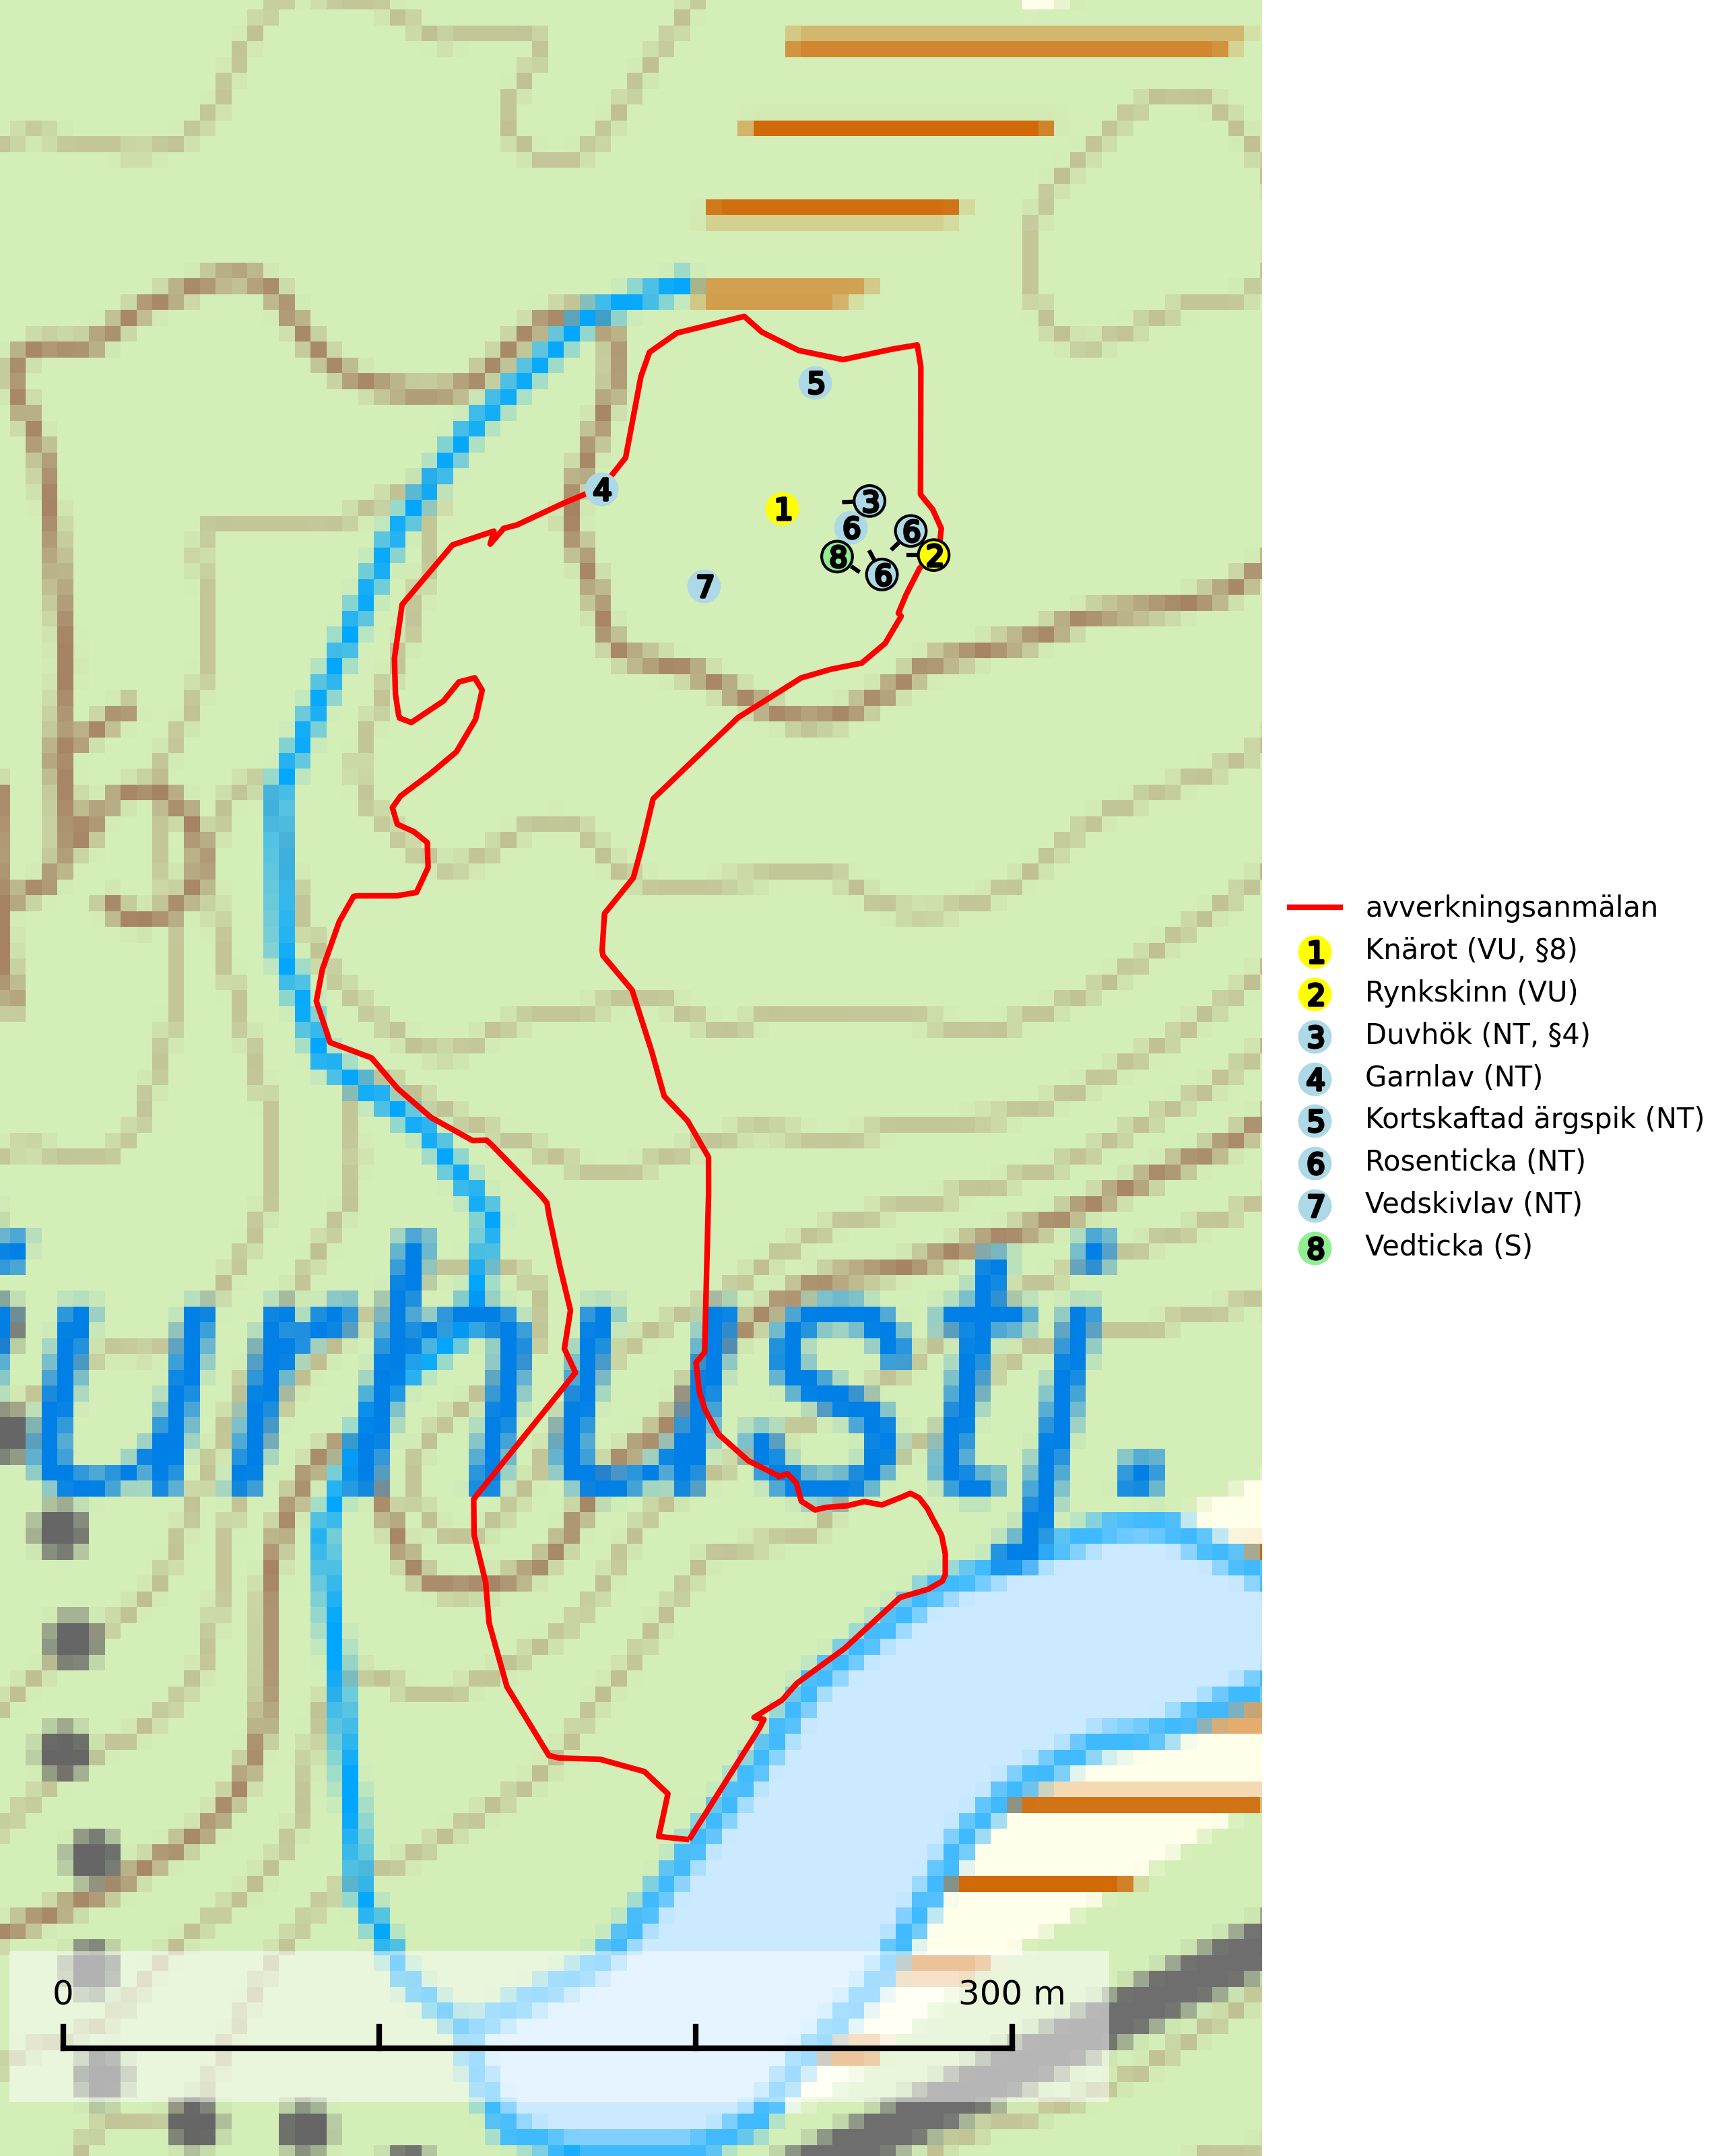 5
4
1
3
6
6
8
2
6
7
urhustj.
avverkningsanmälan
1 Knärot (VU, §8)
2 Rynkskinn (VU)
3 Duvhök (NT, §4)
4 Garnlav (NT)
5 Kortskaftad ärgspik (NT)
6 Rosenticka (NT)
7 Vedskivlav (NT)
8 Vedticka (S)
0 300 m